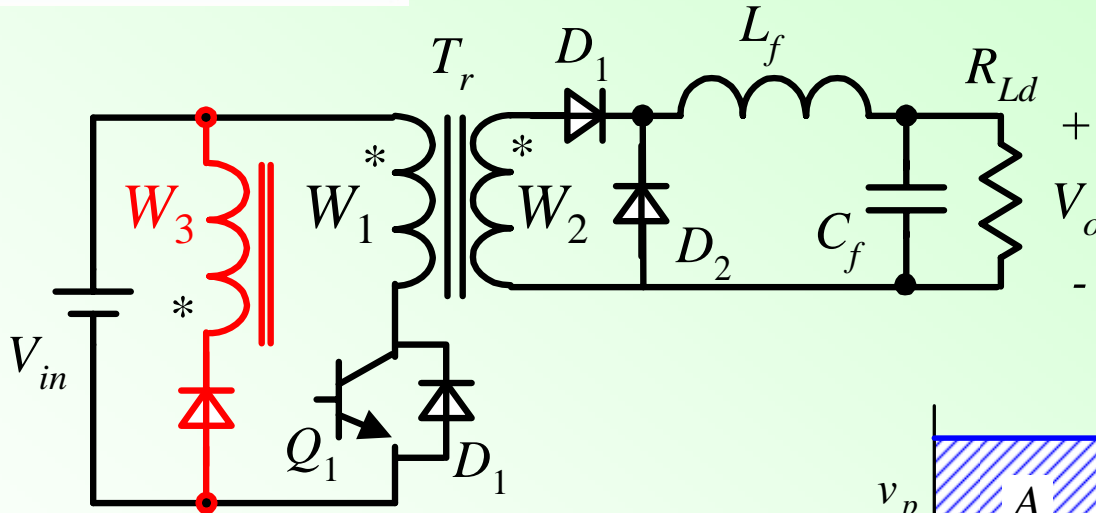 L_f
D_1
T_r
R_Ld
+
*
*
W_3
W_1
W_2
V_o
C_f
D_2
*
-
V_in
Q_1
D_1
v_p
A